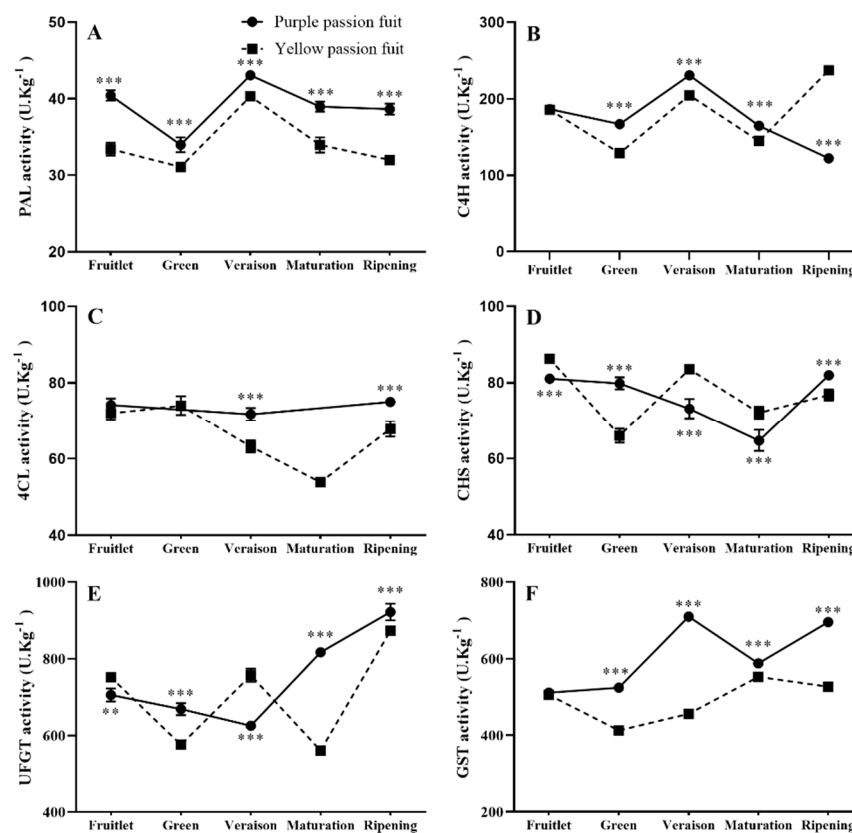 A
Purple passion fuit
Yellow passion fuit
PAL activity (U.Kg⁻¹ )
50
40
30
20
***
***
***
***
***
Fruitlet Green Veraison Maturation Ripening
B
C4H activity (U.Kg⁻¹ )
300
200
100
0
***
***
***
***
Fruitlet Green Veraison Maturation Ripening
C
4CL activity (U.Kg⁻¹ )
100
80
60
40
***
***
Fruitlet Green Veraison Maturation Ripening
D
CHS activity (U.Kg⁻¹ )
100
80
60
40
***
***
***
***
***
Fruitlet Green Veraison Maturation Ripening
E
UFGT activity (U.Kg⁻¹ )
1000
800
600
400
**
***
***
***
***
Fruitlet Green Veraison Maturation Ripening
F
GST activity (U.Kg⁻¹ )
800
600
400
200
***
***
***
***
Fruitlet Green Veraison Maturation Ripening